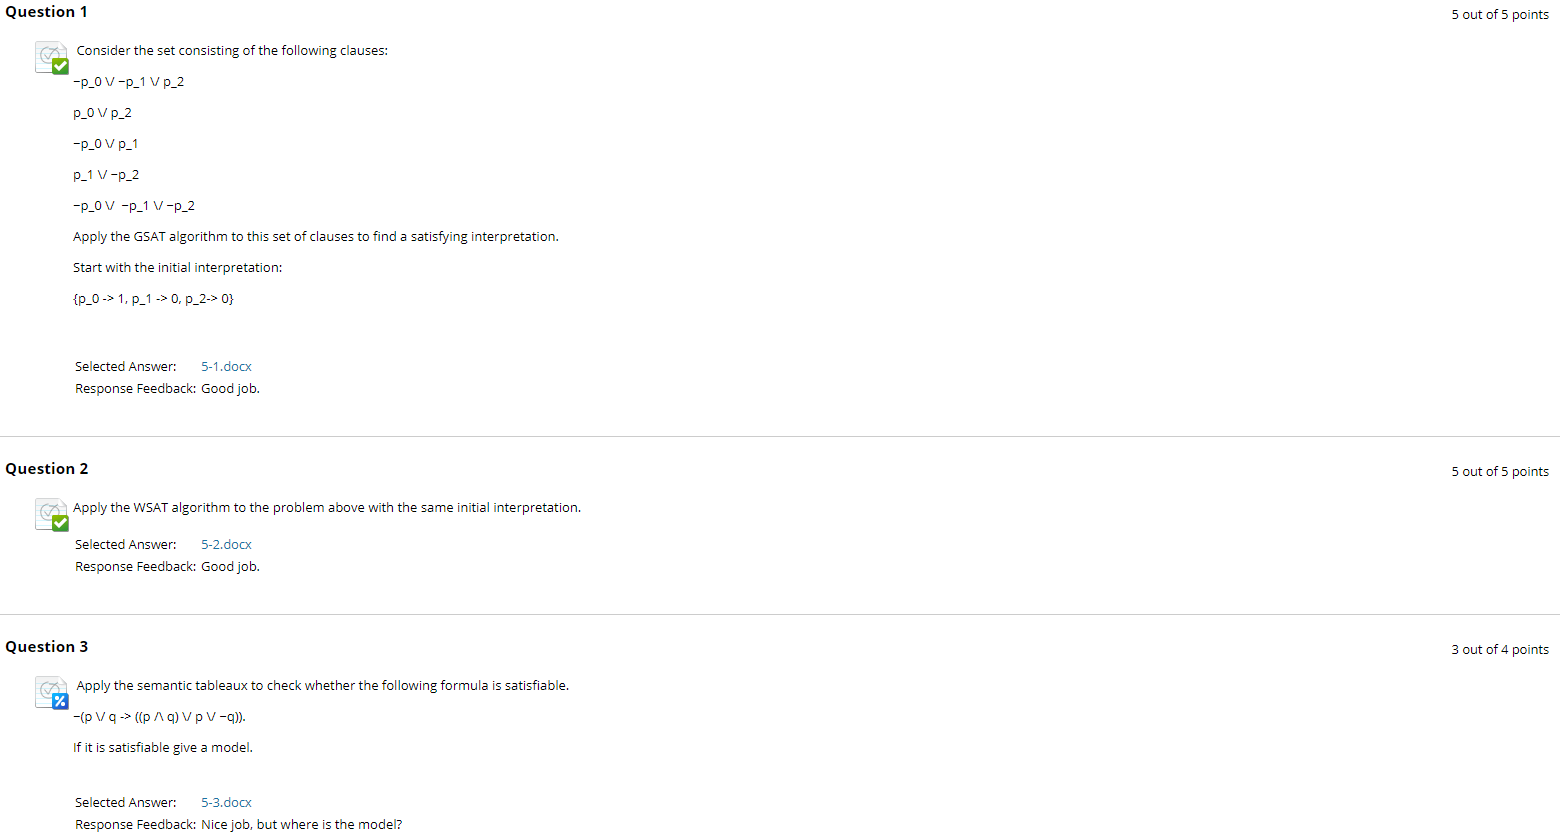 Question 1
5 out of 5 points
Consider the set consisting of the following clauses:
¬p_0 \/ ¬p_1 \/ p_2
p_0 \/ p_2
¬p_0 \/ p_1
p_1 \/ ¬p_2
¬p_0 \/  ¬p_1 \/ ¬p_2
Apply the GSAT algorithm to this set of clauses to find a satisfying interpretation.
Start with the initial interpretation:
{p_0 -> 1, p_1 -> 0, p_2-> 0}
Selected Answer: 5-1.docx
Response Feedback: Good job.
Question 2
5 out of 5 points
Apply the WSAT algorithm to the problem above with the same initial interpretation.
Selected Answer: 5-2.docx
Response Feedback: Good job.
Question 3
3 out of 4 points
Apply the semantic tableaux to check whether the following formula is satisfiable.
¬(p \/ q -> ((p /\ q) \/ p \/ ¬q)).
If it is satisfiable give a model.
Selected Answer: 5-3.docx
Response Feedback: Nice job, but where is the model?